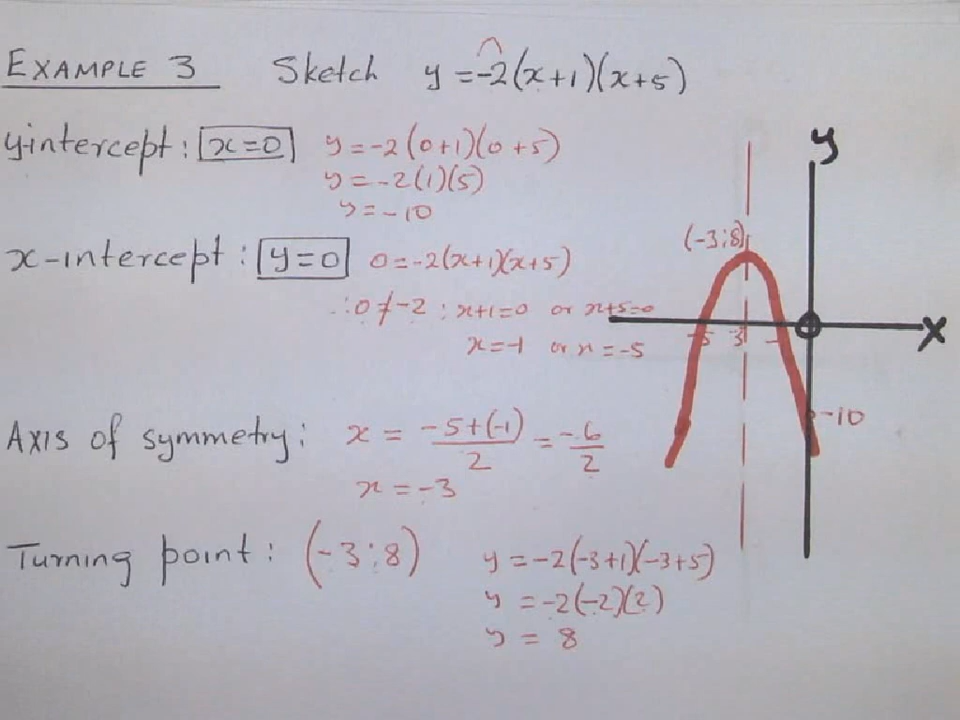 EXAMPLE 3 Sketch y = -2(x+1)(x+5)
y-intercept: x=0 y = -2(0+1)(0+5)
y = -2(1)(5)
y = -10
x-intercept: y=0 0 = -2(x+1)(x+5)
∴ 0 ≠ -2 : x+1=0 or x+5=0
x=-1 or x=-5
Axis of symmetry: x = (-5+(-1))/2 = -6/2
x = -3
Turning point: (-3;8) y = -2(-3+1)(-3+5)
y = -2(-2)(2)
y = 8
y
(-3;8)
-5 3 X
-10